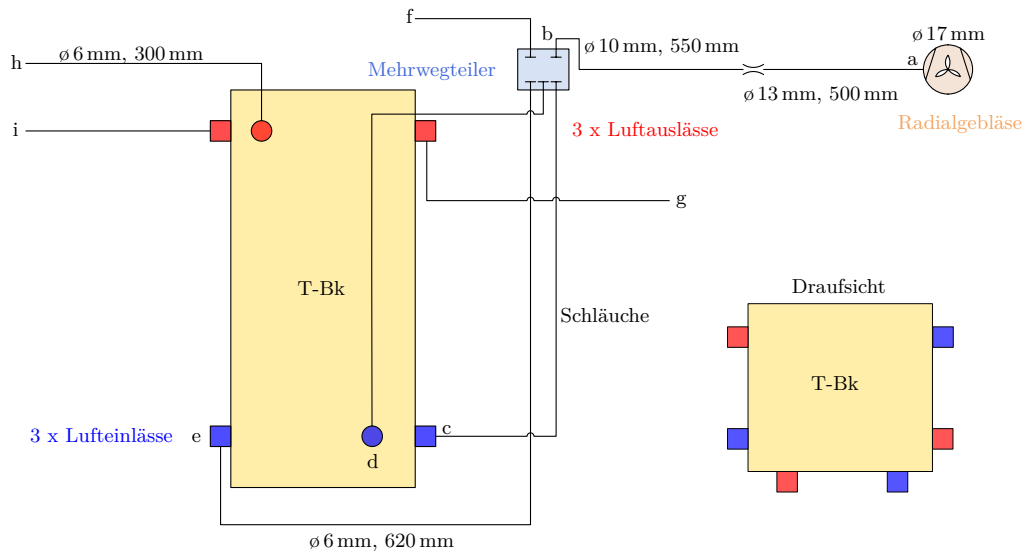 f
b
ø 17 mm
ø 6 mm, 300 mm
ø 10 mm, 550 mm
h
a
Mehrwegteiler
ø 13 mm, 500 mm
i
3 x Luftauslässe
Radialgebläse
g
T-Bk
Draufsicht
Schläuche
T-Bk
3 x Lufteinlässe
e
c
d
ø 6 mm, 620 mm